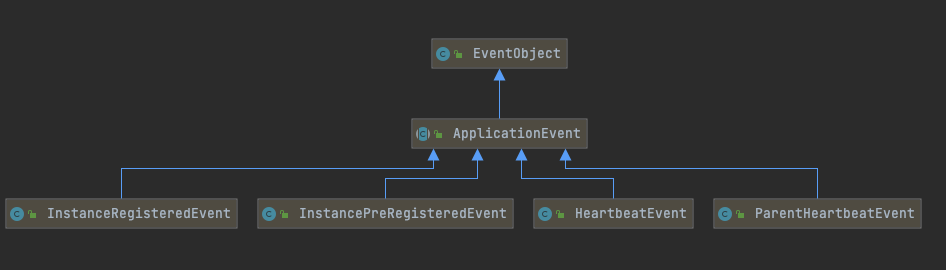 EventObject
ApplicationEvent
InstanceRegisteredEvent
InstancePreRegisteredEvent
HeartbeatEvent
ParentHeartbeatEvent